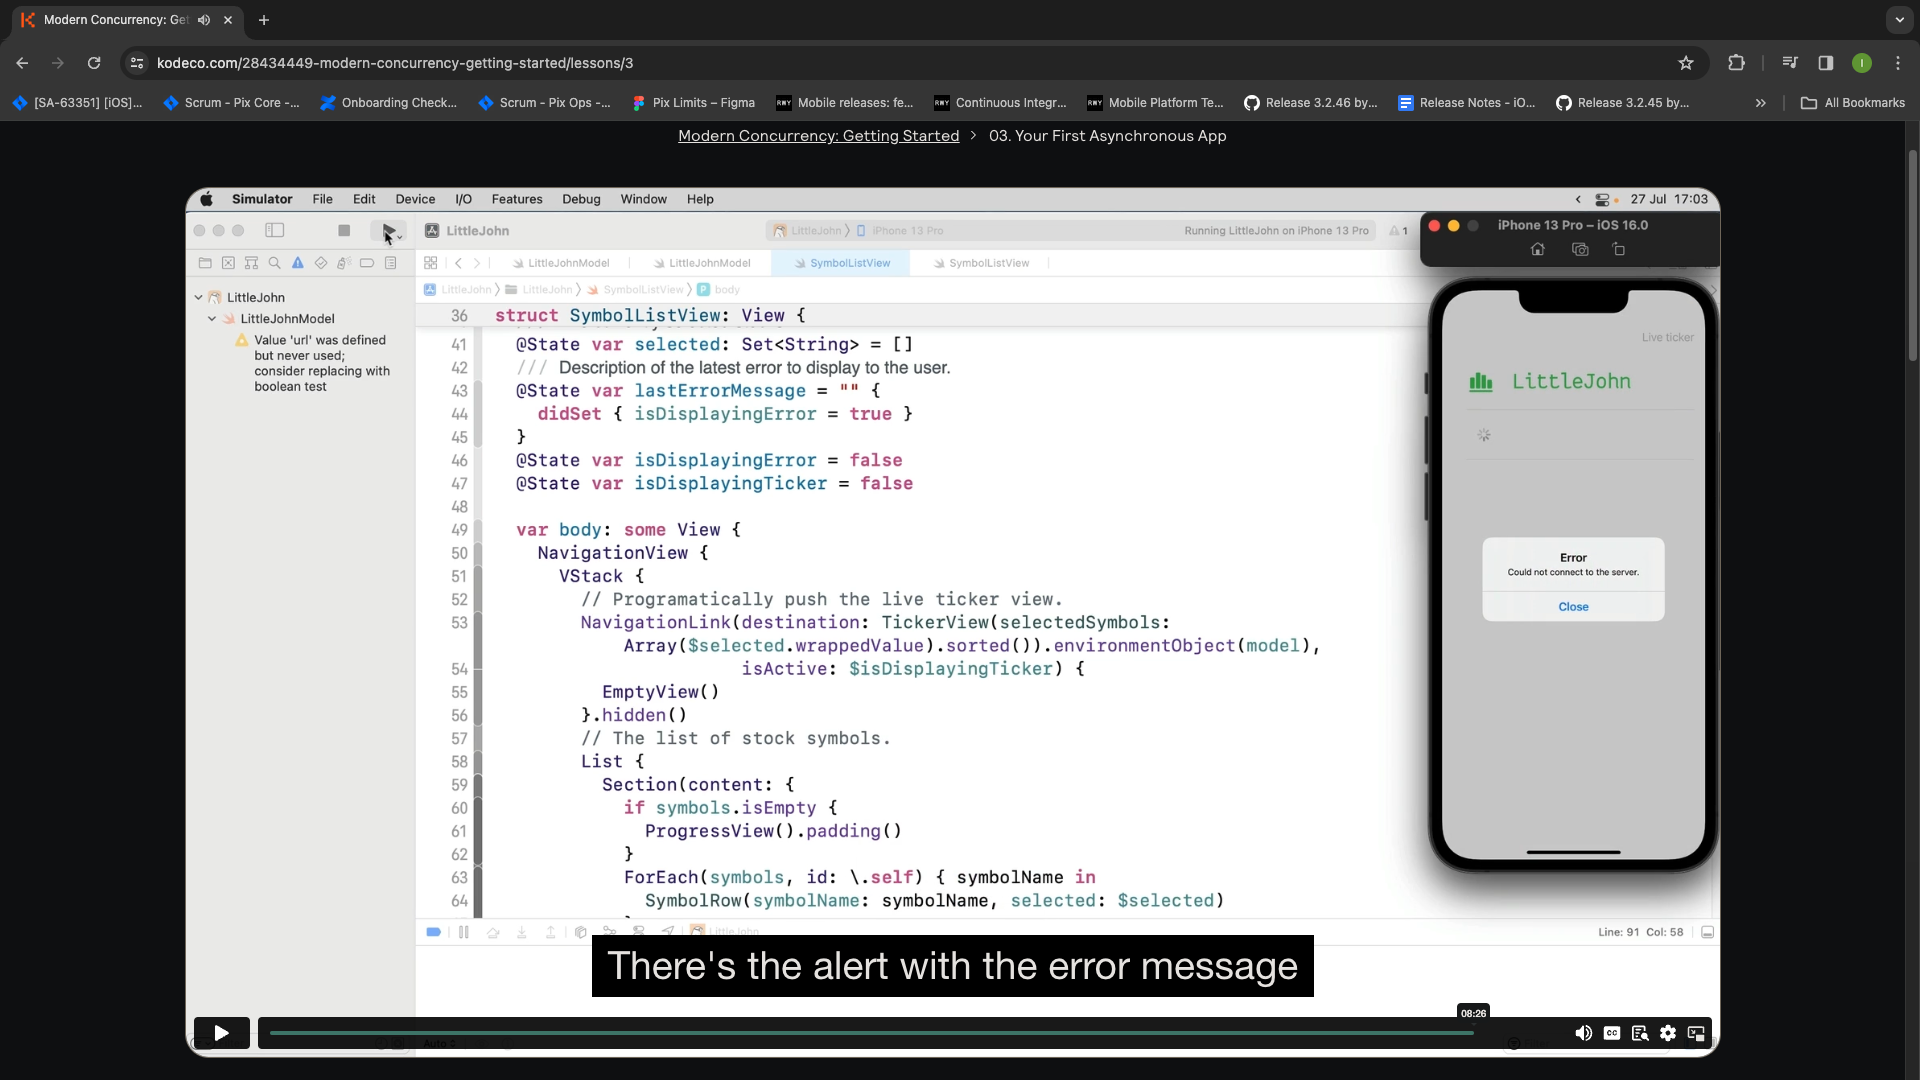 Modern Concurrency: Get
kodeco.com/28434449-modern-concurrency-getting-started/lessons/3
[SA-63351] [iOS]...
Scrum - Pix Core -...
Onboarding Check...
Scrum - Pix Ops -...
Pix Limits – Figma
Mobile releases: fe...
Continuous Integr...
Mobile Platform Te...
Release 3.2.46 by...
Release Notes - iO...
Release 3.2.45 by...
»
All Bookmarks
Modern Concurrency: Getting Started > 03. Your First Asynchronous App
Simulator File Edit Device I/O Features Debug Window Help
27 Jul 17:03
LittleJohn
LittleJohn > iPhone 13 Pro
Running LittleJohn on iPhone 13 Pro
1
iPhone 13 Pro – iOS 16.0
LittleJohnModel
LittleJohnModel
SymbolListView
SymbolListView
LittleJohn > LittleJohn > SymbolListView > body
LittleJohn
LittleJohnModel
Value 'url' was defined
but never used;
consider replacing with
boolean test
36 struct SymbolListView: View {
41 @State var selected: Set<String> = []
42 /// Description of the latest error to display to the user.
43 @State var lastErrorMessage = "" {
44 didSet { isDisplayingError = true }
45 }
46 @State var isDisplayingError = false
47 @State var isDisplayingTicker = false
48
49 var body: some View {
50 NavigationView {
51 VStack {
52 // Programatically push the live ticker view.
53 NavigationLink(destination: TickerView(selectedSymbols:
Array($selected.wrappedValue).sorted()).environmentObject(model),
54 isActive: $isDisplayingTicker) {
55 EmptyView()
56 }.hidden()
57 // The list of stock symbols.
58 List {
59 Section(content: {
60 if symbols.isEmpty {
61 ProgressView().padding()
62 }
63 ForEach(symbols, id: \.self) { symbolName in
64 SymbolRow(symbolName: symbolName, selected: $selected)
Live ticker
LittleJohn
Error
Could not connect to the server.
Close
LittleJohn
Line: 91 Col: 58
There's the alert with the error message
08:26
CC
Auto